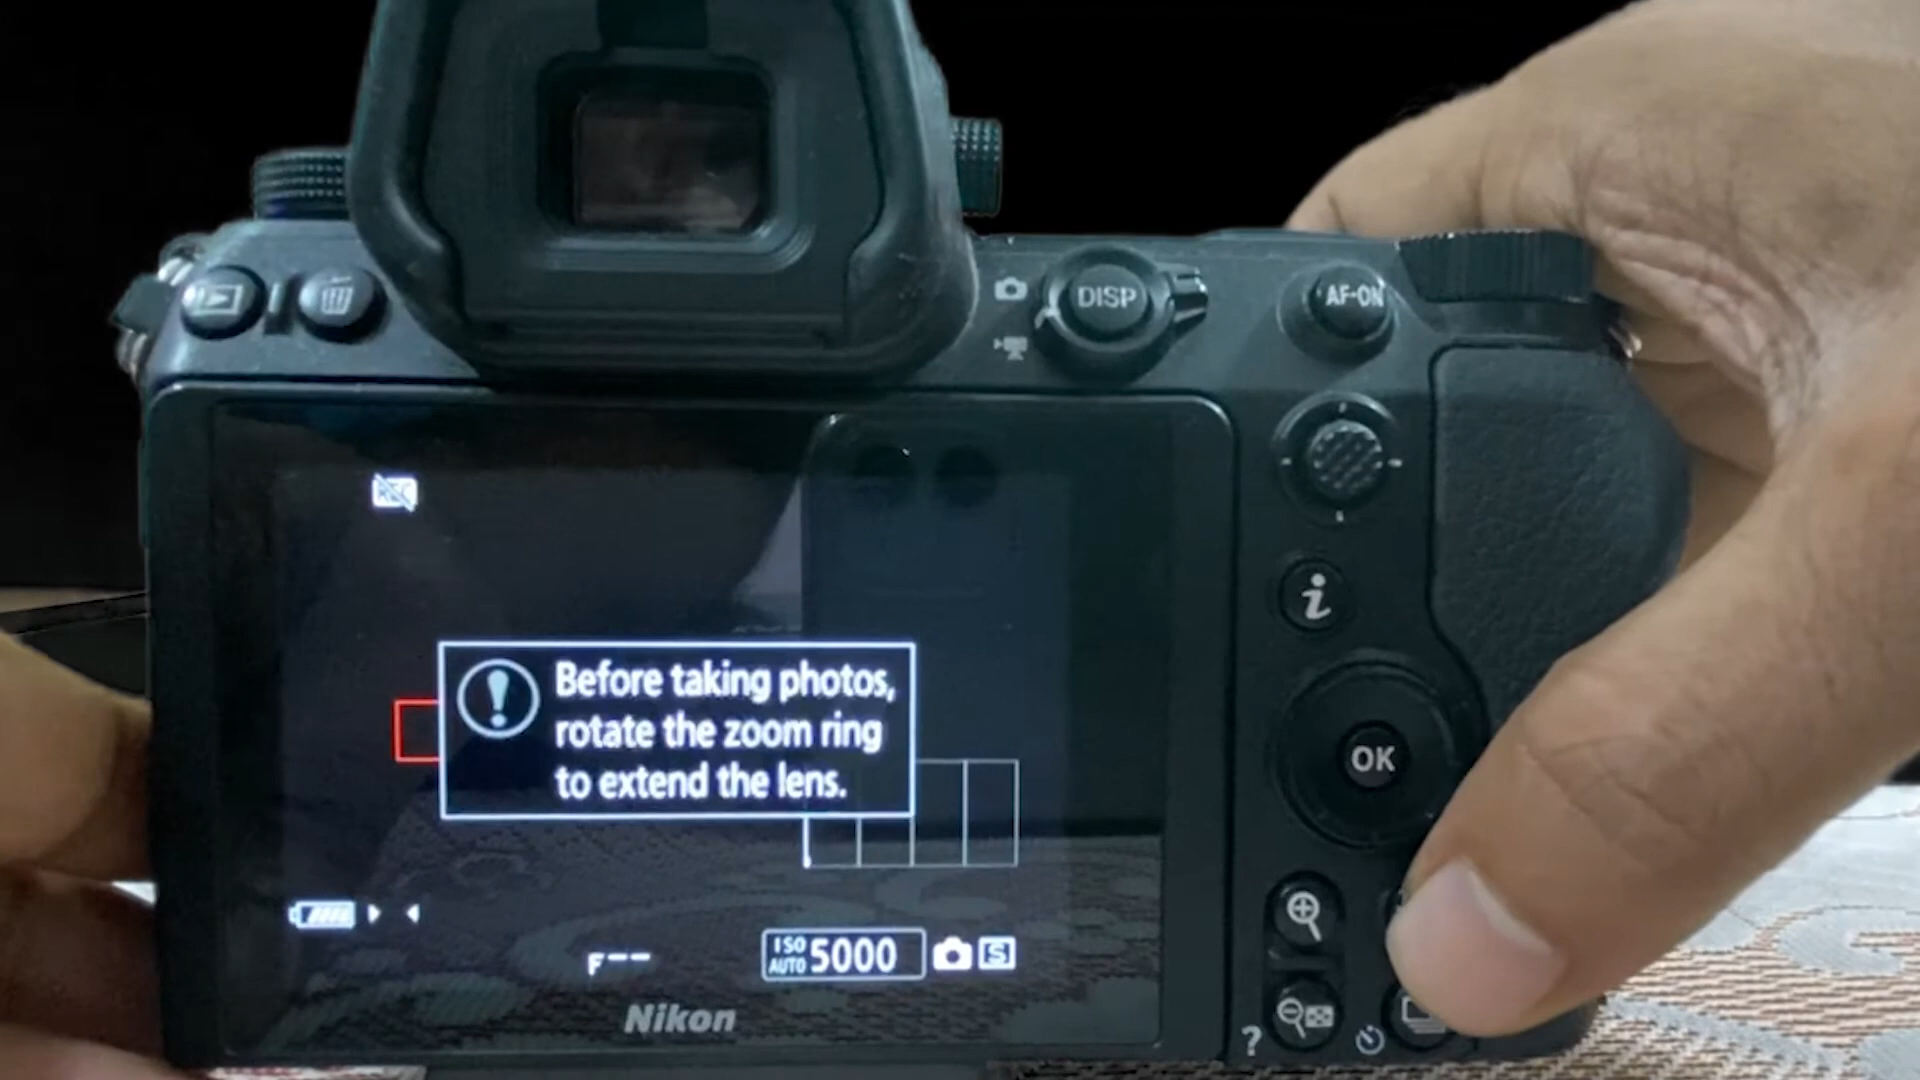 DISP
AF-ON
REC
Before taking photos,
rotate the zoom ring
to extend the lens.
i
OK
F--
ISO
AUTO 5000
S
Nikon
?